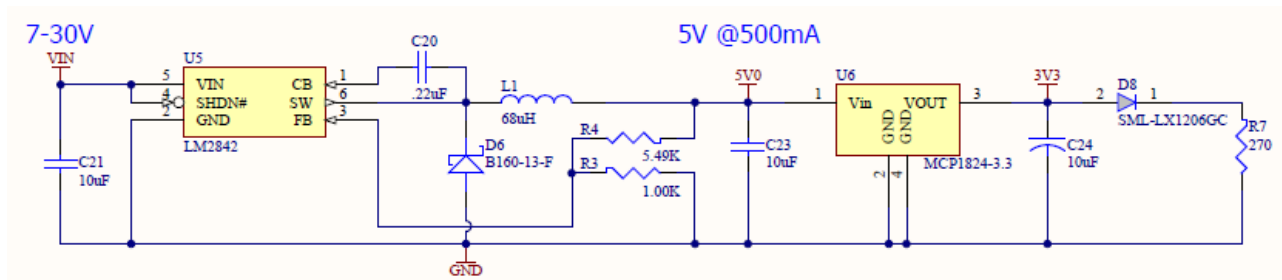 7-30V
5V @500mA
VIN
U5
C20
5
VIN
CB
1
.22uF
4
SHDN#
SW
6
2
GND
FB
3
LM2842
L1
68uH
5V0
U6
1
Vin
VOUT
3
GND
GND
2
4
MCP1824-3.3
3V3
D8
2
1
SML-LX1206GC
R7
270
C21
10uF
D6
B160-13-F
R4
5.49K
R3
1.00K
C23
10uF
C24
10uF
GND